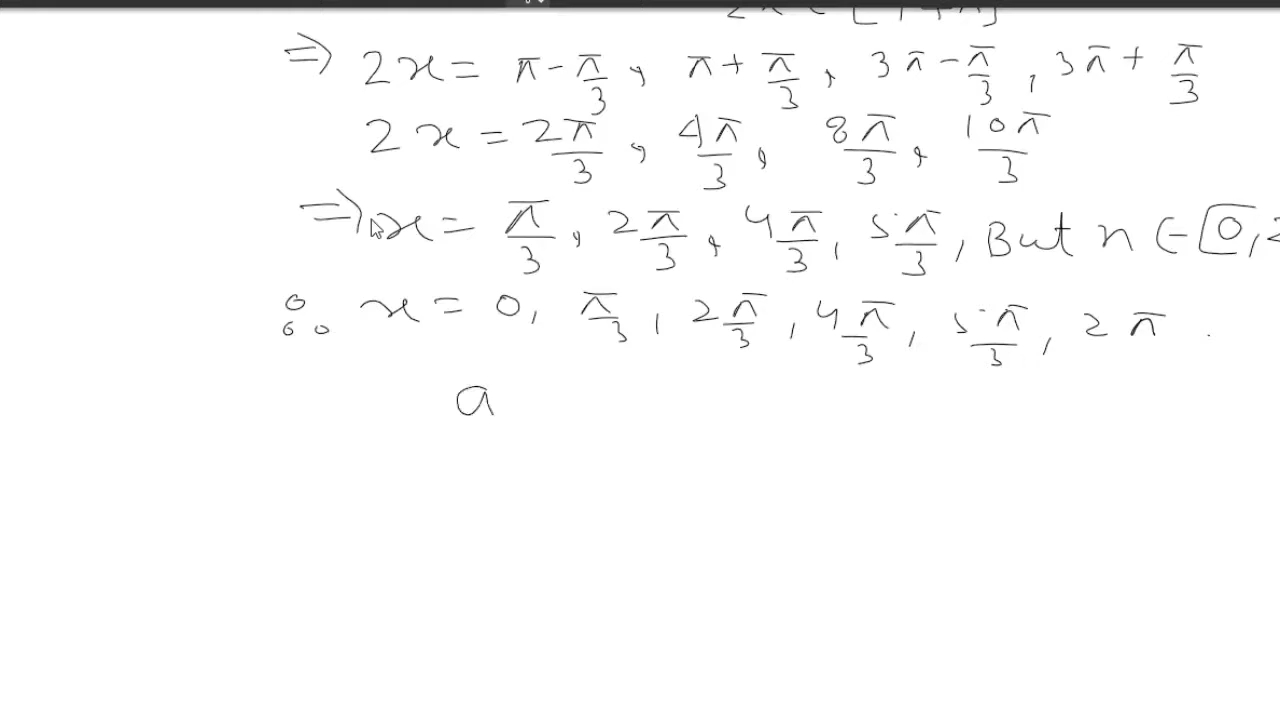 ⇒ 2x = π - π/3, π + π/3, 3π - π/3, 3π + π/3
2x = 2π/3, 4π/3, 8π/3, 10π/3
⇒ x = π/3, 2π/3, 4π/3, 5π/3, But x ∈ [0, 2
∴ x = 0, π/3, 2π/3, 4π/3, 5π/3, 2π.
a